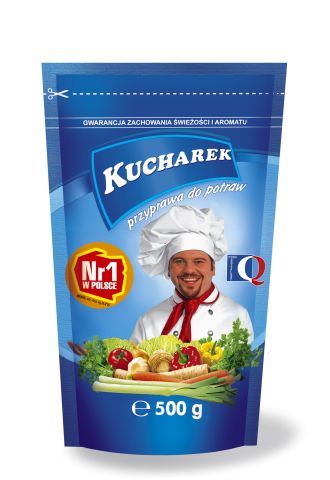 GWARANCJA ZACHOWANIA ŚWIEŻOŚCI I AROMATU
KUCHAREK
przyprawa do potraw
Nr1
W POLSCE
Q
℮ 500 g